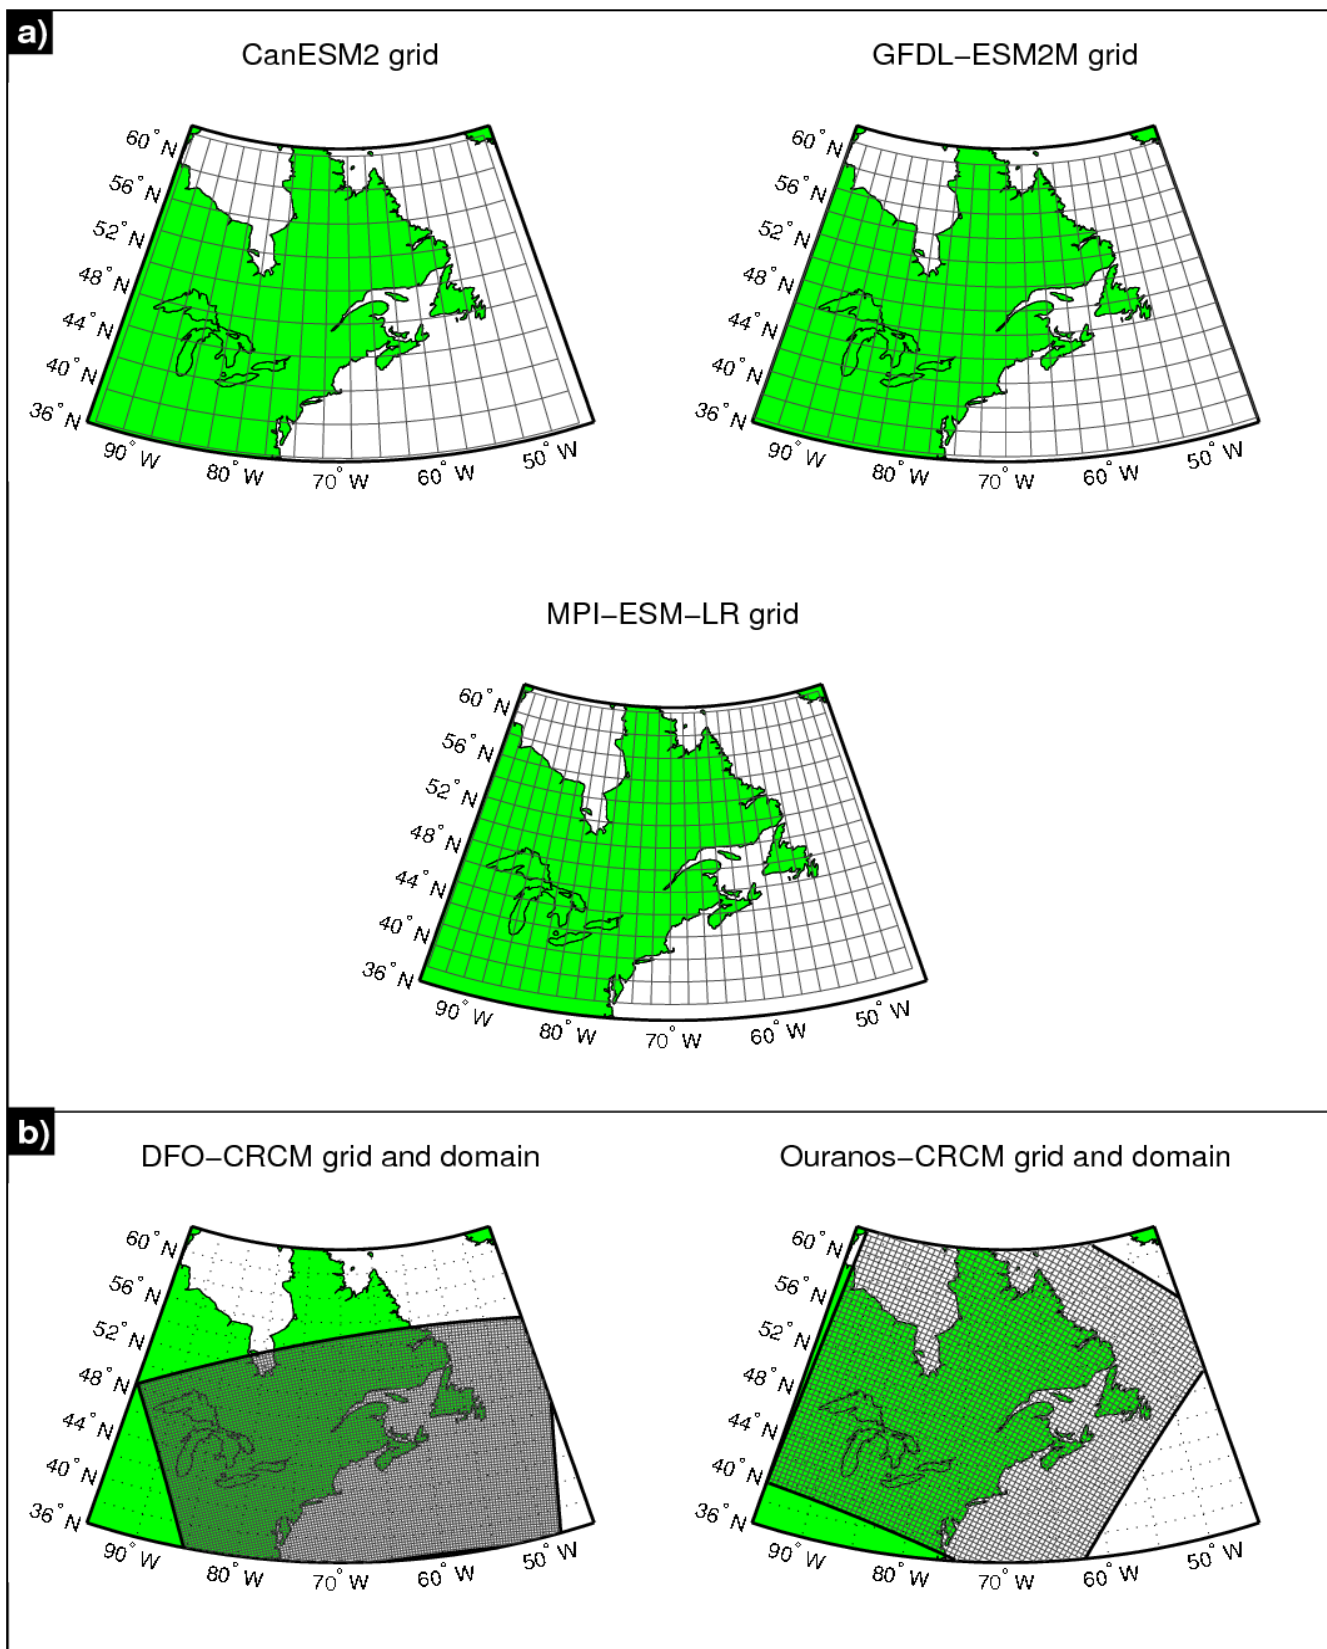 a)
CanESM2 grid
60°N
56°N
52°N
48°N
44°N
40°N
36°N
90°W
80°W
70°W
60°W
50°W
GFDL−ESM2M grid
60°N
56°N
52°N
48°N
44°N
40°N
36°N
90°W
80°W
70°W
60°W
50°W
MPI−ESM−LR grid
60°N
56°N
52°N
48°N
44°N
40°N
36°N
90°W
80°W
70°W
60°W
50°W
b)
DFO−CRCM grid and domain
60°N
56°N
52°N
48°N
44°N
40°N
36°N
90°W
80°W
70°W
60°W
50°W
Ouranos−CRCM grid and domain
60°N
56°N
52°N
48°N
44°N
40°N
36°N
90°W
80°W
70°W
60°W
50°W